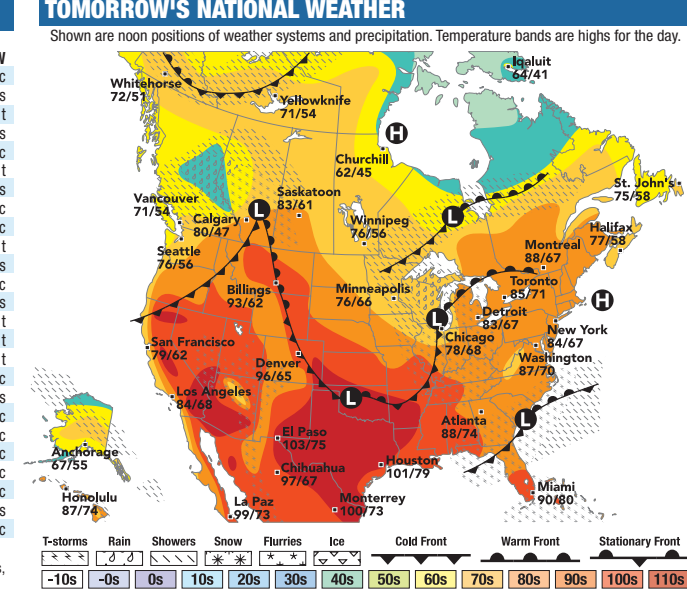 TOMORROW'S NATIONAL WEATHER
Shown are noon positions of weather systems and precipitation. Temperature bands are highs for the day.
W
c
s
t
s
c
t
s
c
c
t
s
c
s
t
t
t
c
s
c
c
c
c
s
c
s,
Iqaluit
64/41
Whitehorse
72/51
Yellowknife
71/54
H
Churchill
62/45
St. John's
75/58
Vancouver
71/54
Saskatoon
83/61
Calgary
80/47
L
Winnipeg
76/56
L
Halifax
77/58
Seattle
76/56
Montreal
88/67
Billings
93/62
Minneapolis
76/66
Toronto
85/71
H
Detroit
83/67
L
Chicago
78/68
New York
84/67
San Francisco
79/62
Denver
96/65
Washington
87/70
Los Angeles
84/68
L
Atlanta
88/74
L
El Paso
103/75
Anchorage
67/55
Chihuahua
97/67
Houston
101/79
Honolulu
87/74
La Paz
99/73
Monterrey
100/73
Miami
90/80
T-storms Rain Showers Snow Flurries Ice Cold Front Warm Front Stationary Front
-10s -0s 0s 10s 20s 30s 40s 50s 60s 70s 80s 90s 100s 110s